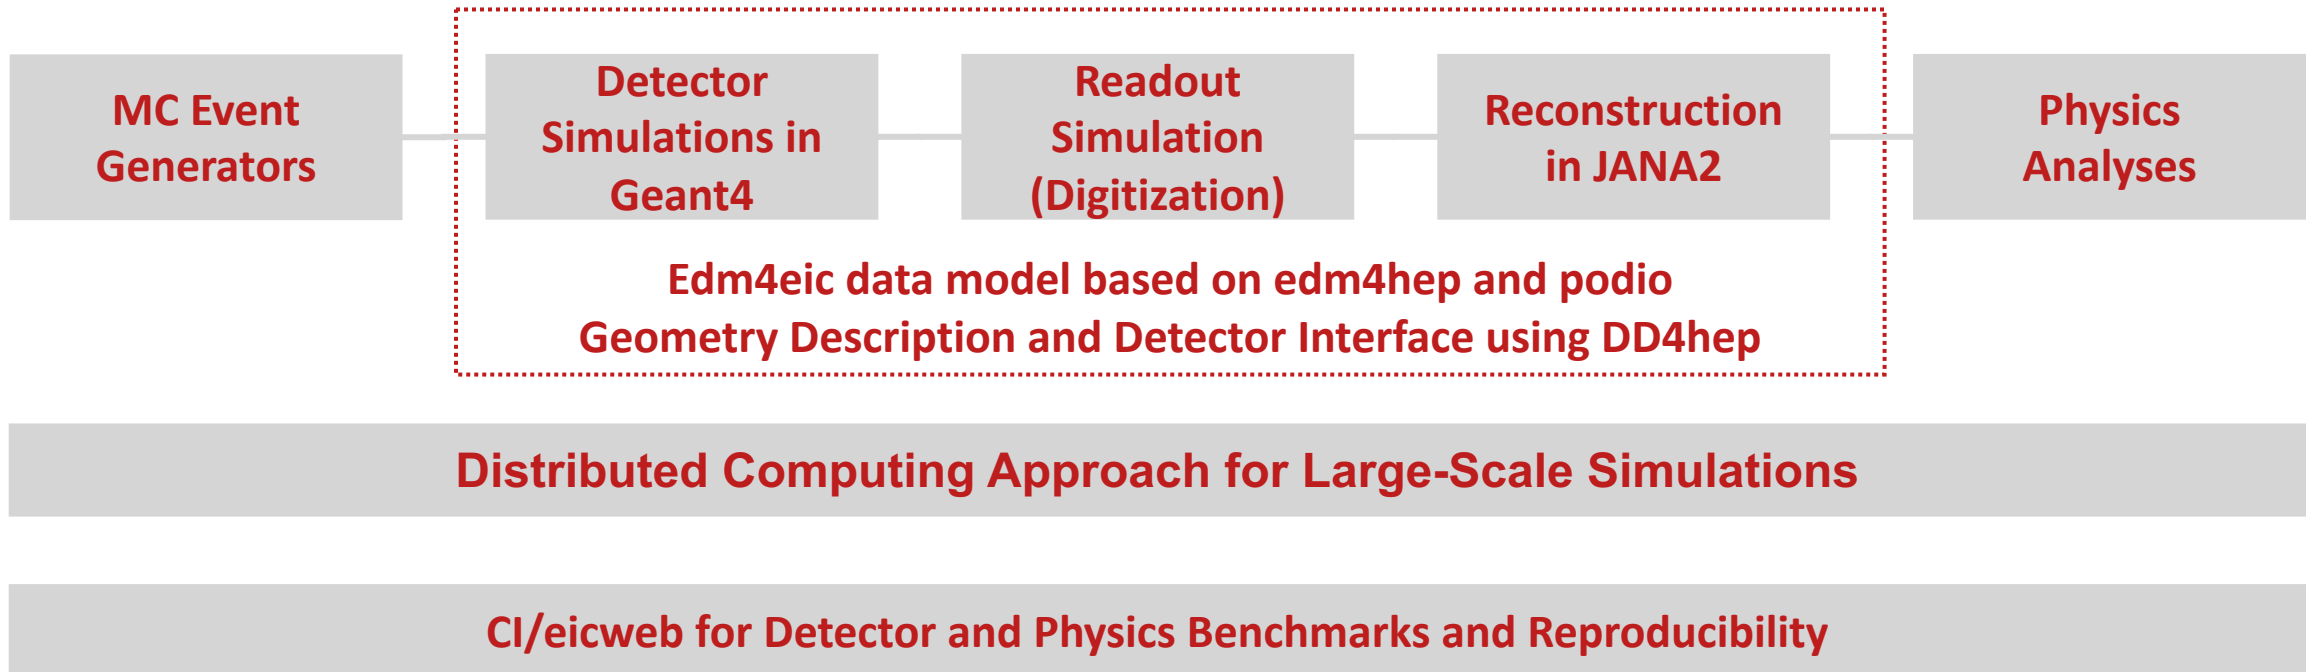 MC Event
Generators
Detector
Simulations in
Geant4
Readout
Simulation
(Digitization)
Reconstruction
in JANA2
Physics
Analyses
Edm4eic data model based on edm4hep and podio
Geometry Description and Detector Interface using DD4hep
Distributed Computing Approach for Large-Scale Simulations
CI/eicweb for Detector and Physics Benchmarks and Reproducibility